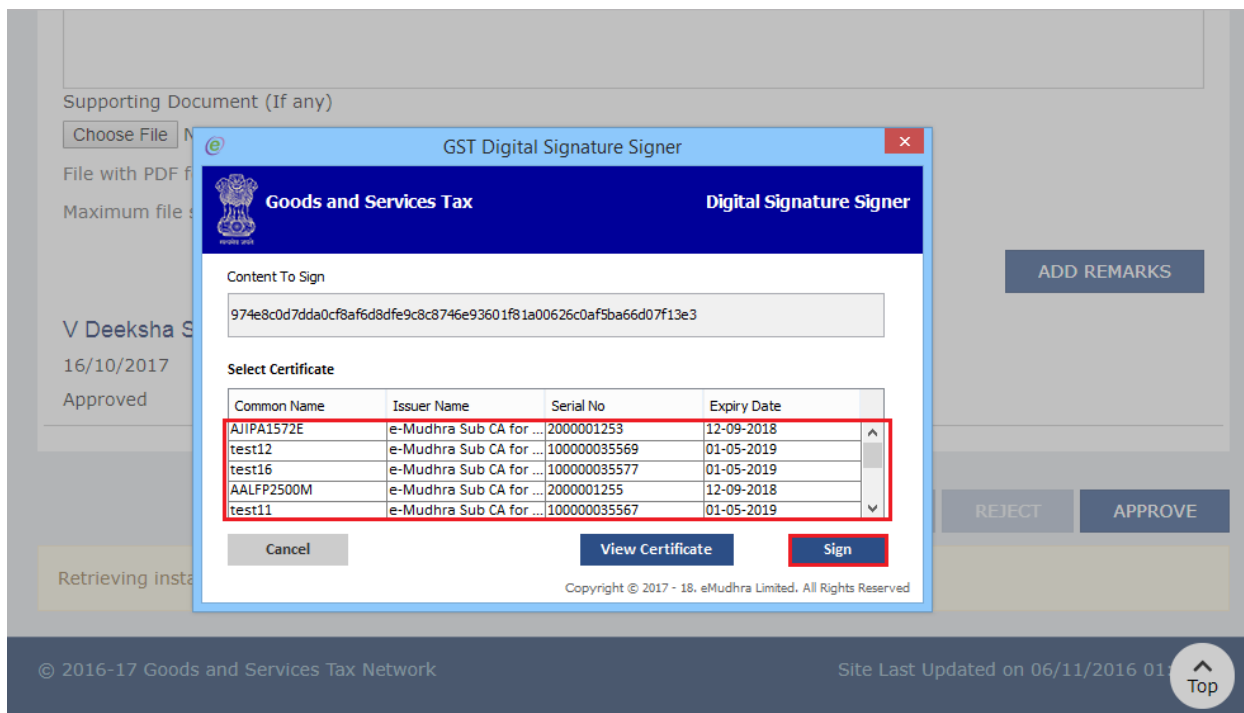 Supporting Document (If any)
Choose File N
File with PDF f
Maximum file s
ADD REMARKS
V Deeksha S
16/10/2017
Approved
REJECT APPROVE
Retrieving insta
GST Digital Signature Signer
Goods and Services Tax Digital Signature Signer
सत्यमेव जयते
Content To Sign
974e8c0d7dda0cf8af6d8dfe9c8c8746e93601f81a00626c0af5ba66d07f13e3
Select Certificate
Common Name Issuer Name Serial No Expiry Date
AJIPA1572E e-Mudhra Sub CA for ... 2000001253 12-09-2018
test12 e-Mudhra Sub CA for ... 100000035569 01-05-2019
test16 e-Mudhra Sub CA for ... 100000035577 01-05-2019
AALFP2500M e-Mudhra Sub CA for ... 2000001255 12-09-2018
test11 e-Mudhra Sub CA for ... 100000035567 01-05-2019
Cancel View Certificate Sign
Copyright © 2017 - 18. eMudhra Limited. All Rights Reserved
© 2016-17 Goods and Services Tax Network Site Last Updated on 06/11/2016 01:
Top